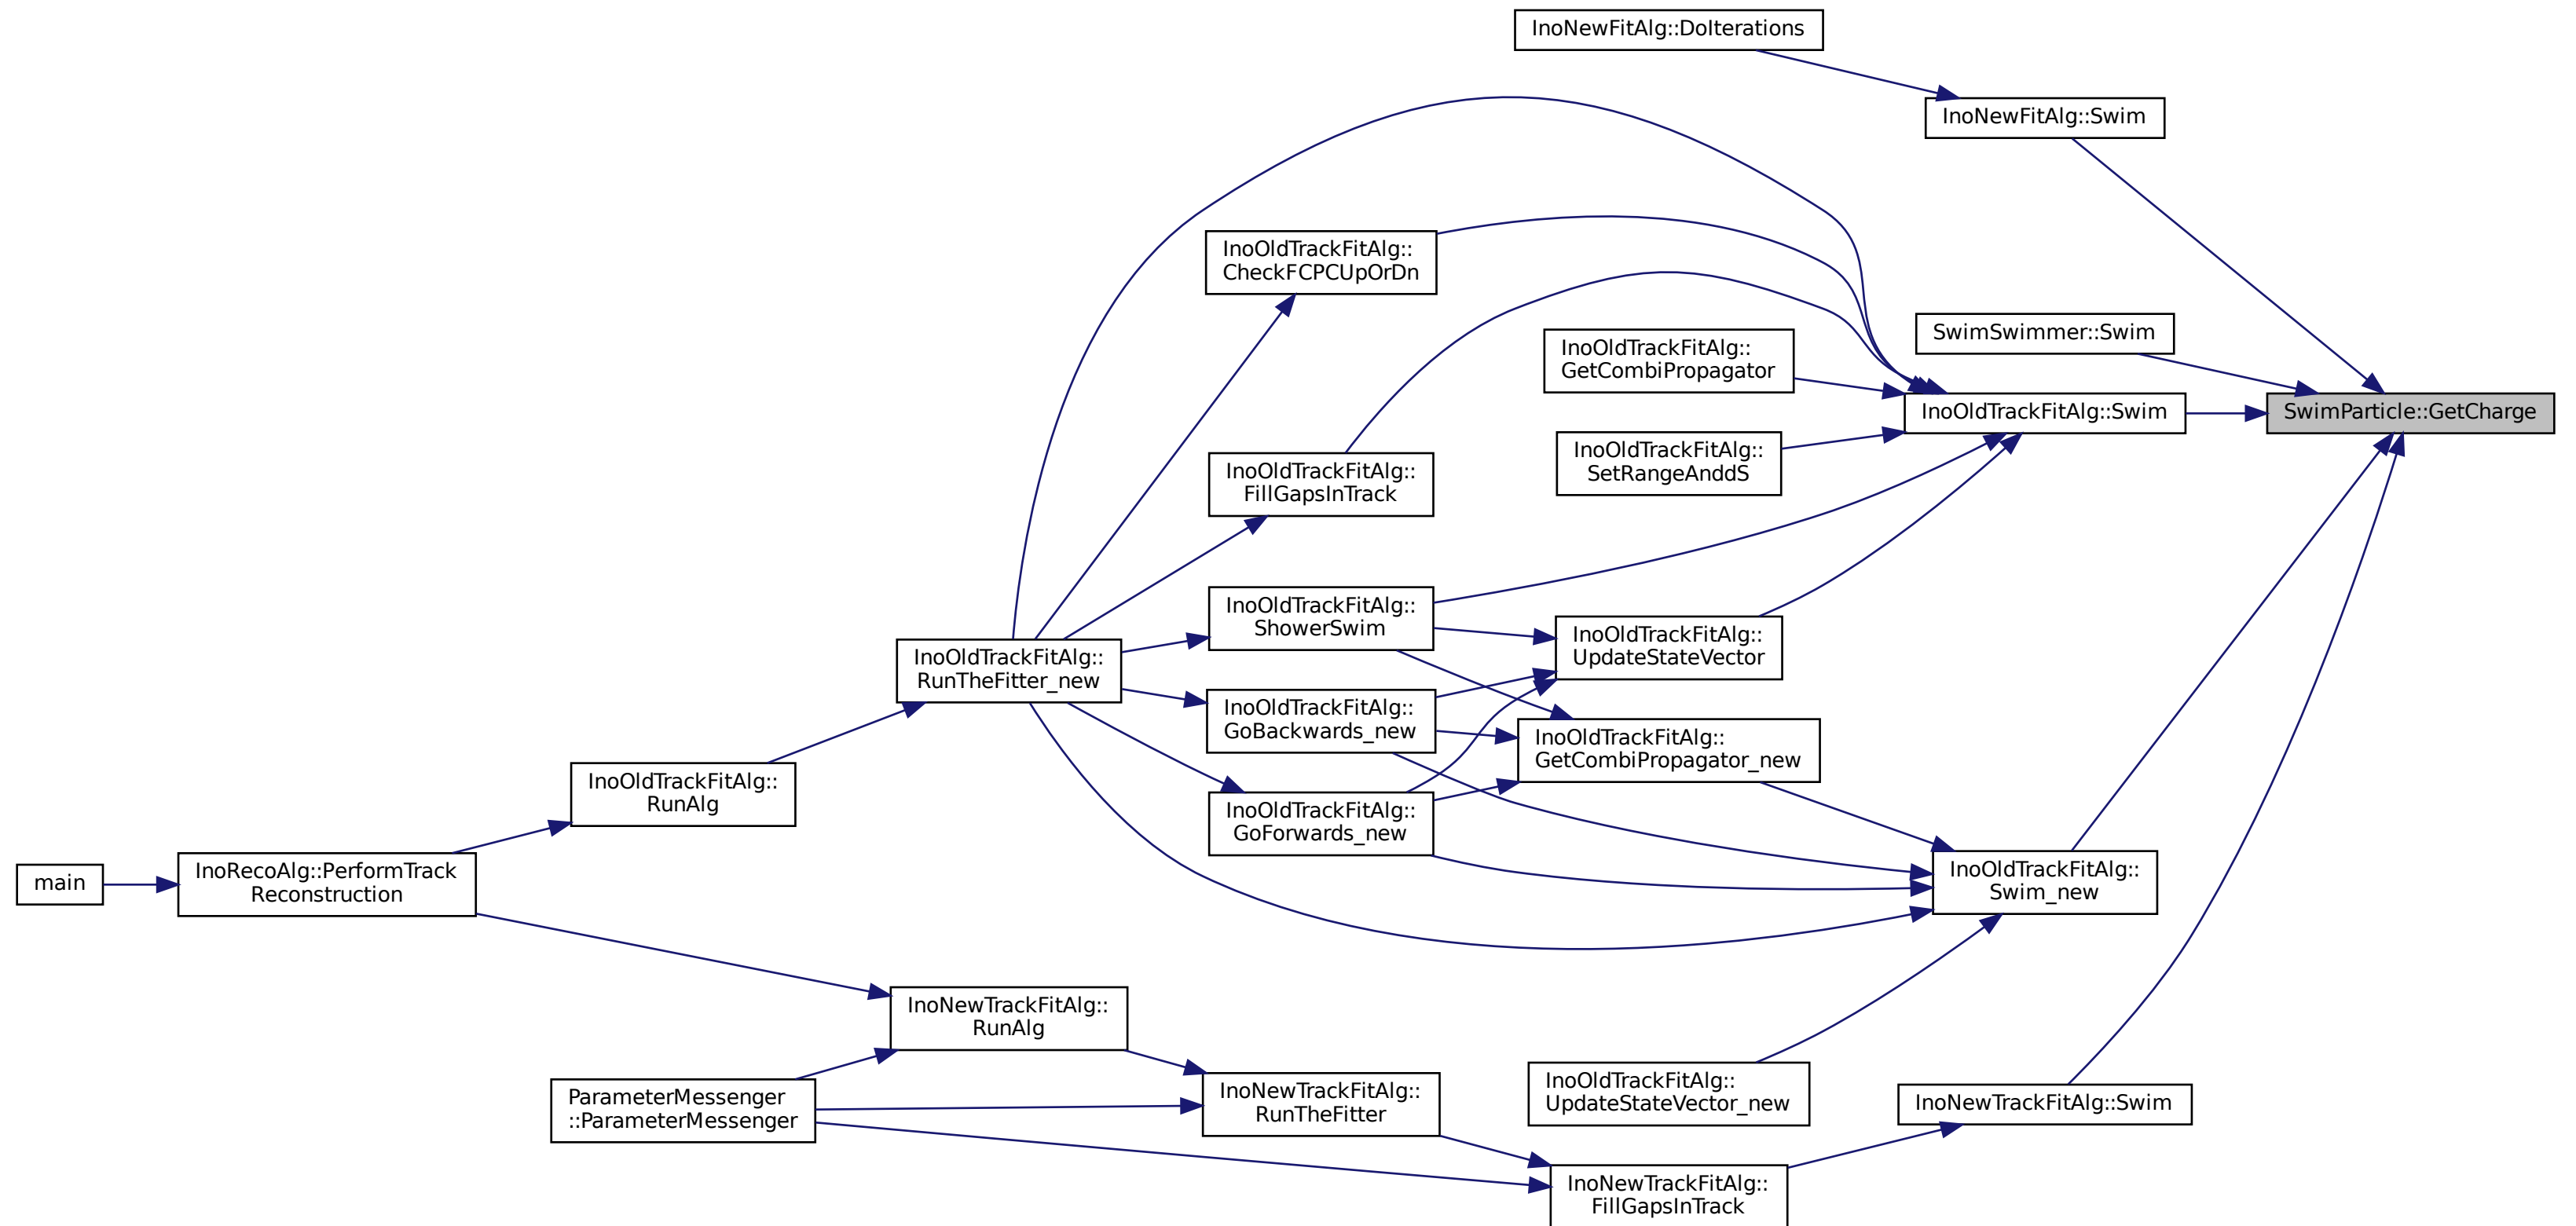 InoNewFitAlg::DoIterations
InoNewFitAlg::Swim
InoOldTrackFitAlg::
CheckFCPCUpOrDn
SwimSwimmer::Swim
InoOldTrackFitAlg::
GetCombiPropagator
InoOldTrackFitAlg::Swim
SwimParticle::GetCharge
InoOldTrackFitAlg::
SetRangeAnddS
InoOldTrackFitAlg::
FillGapsInTrack
InoOldTrackFitAlg::
ShowerSwim
InoOldTrackFitAlg::
UpdateStateVector
InoOldTrackFitAlg::
RunTheFitter_new
InoOldTrackFitAlg::
GoBackwards_new
InoOldTrackFitAlg::
GetCombiPropagator_new
InoOldTrackFitAlg::
RunAlg
InoOldTrackFitAlg::
GoForwards_new
main
InoRecoAlg::PerformTrack
Reconstruction
InoOldTrackFitAlg::
Swim_new
InoNewTrackFitAlg::
RunAlg
ParameterMessenger
::ParameterMessenger
InoNewTrackFitAlg::
RunTheFitter
InoOldTrackFitAlg::
UpdateStateVector_new
InoNewTrackFitAlg::Swim
InoNewTrackFitAlg::
FillGapsInTrack